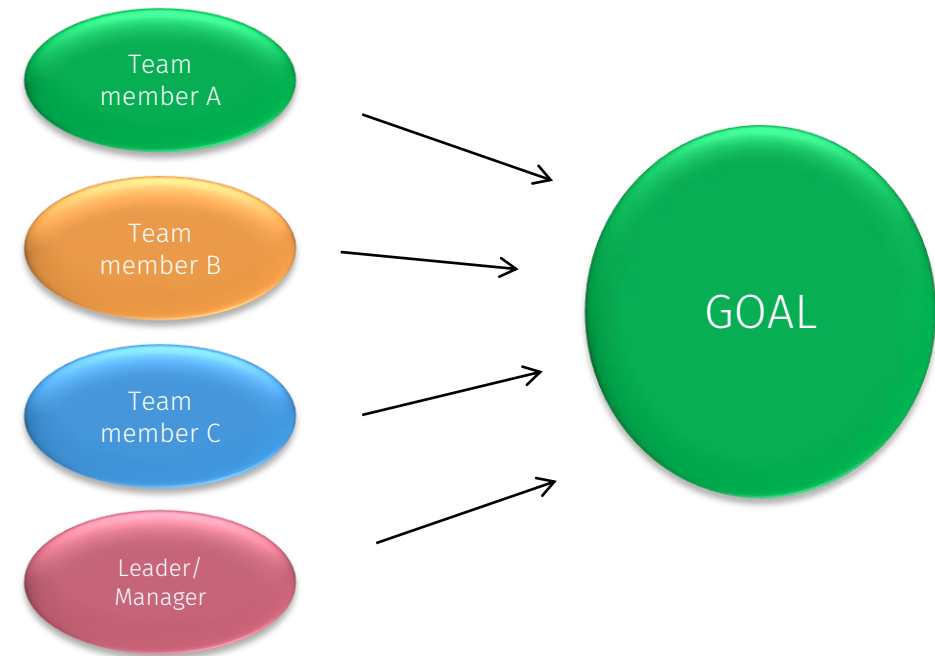 Team
member A
Team
member B
Team
member C
Leader/
Manager
GOAL